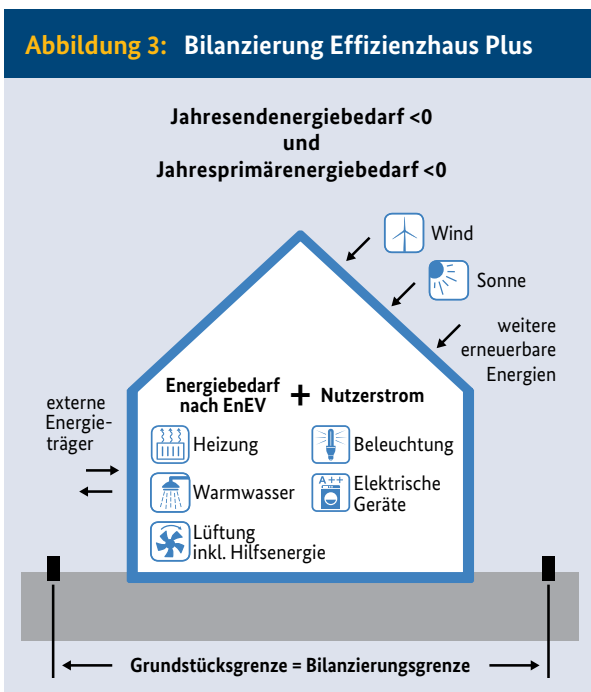 Abbildung 3: Bilanzierung Effizienzhaus Plus
Jahresendenergiebedarf <0
und
Jahresprimärenergiebedarf <0
Wind
Sonne
weitere
erneuerbare
Energien
externe
Energie-
träger
Energiebedarf
nach EnEV
+ Nutzerstrom
Heizung
Warmwasser
Lüftung
inkl. Hilfsenergie
Beleuchtung
A++
Elektrische
Geräte
Grundstücksgrenze = Bilanzierungsgrenze